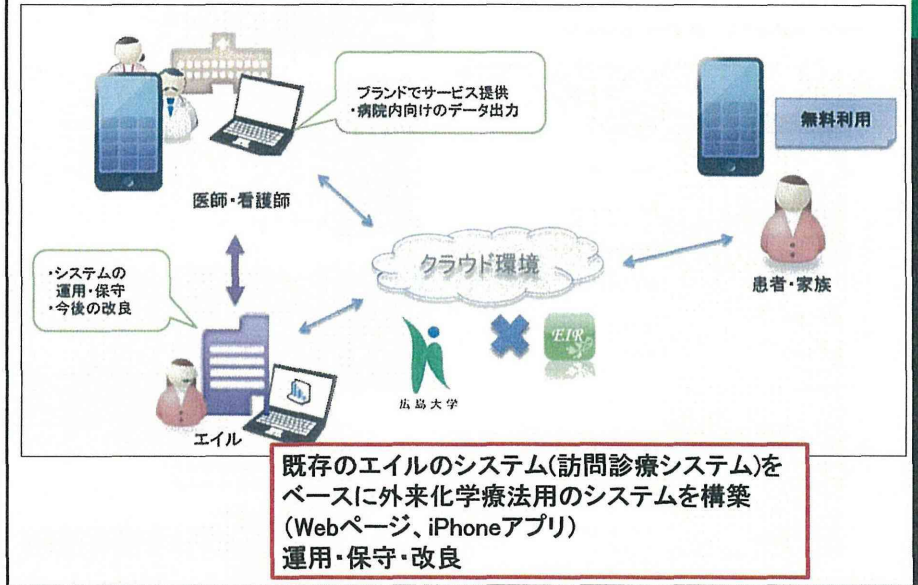 ブランドでサービス提供
・病院内向けのデータ出力
無料利用
医師・看護師
クラウド環境
患者・家族
・システムの
運用・保守
・今後の改良
EIR
広島大学
エイル
既存のエイルのシステム(訪問診療システム)を
ベースに外来化学療法用のシステムを構築
(Webページ、iPhoneアプリ)
運用・保守・改良